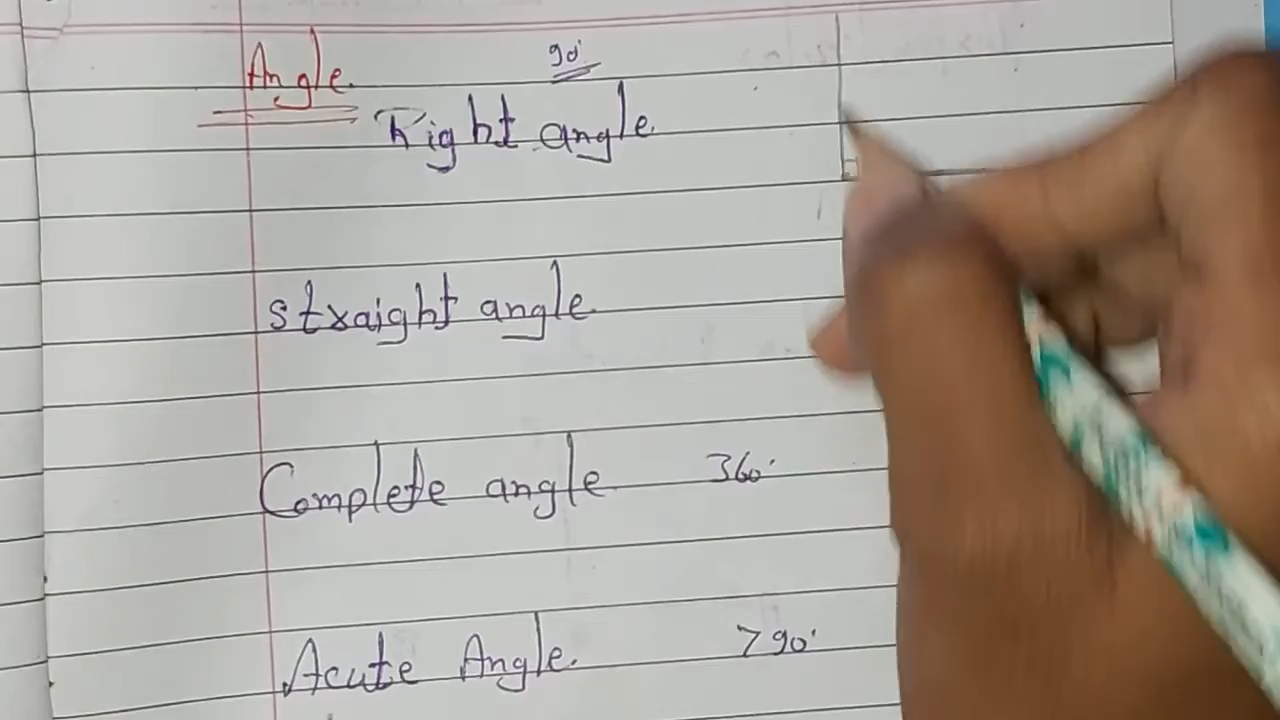 Angle. 90°
Right angle.
straight angle.
Complete angle 360°
Acute Angle. >90°